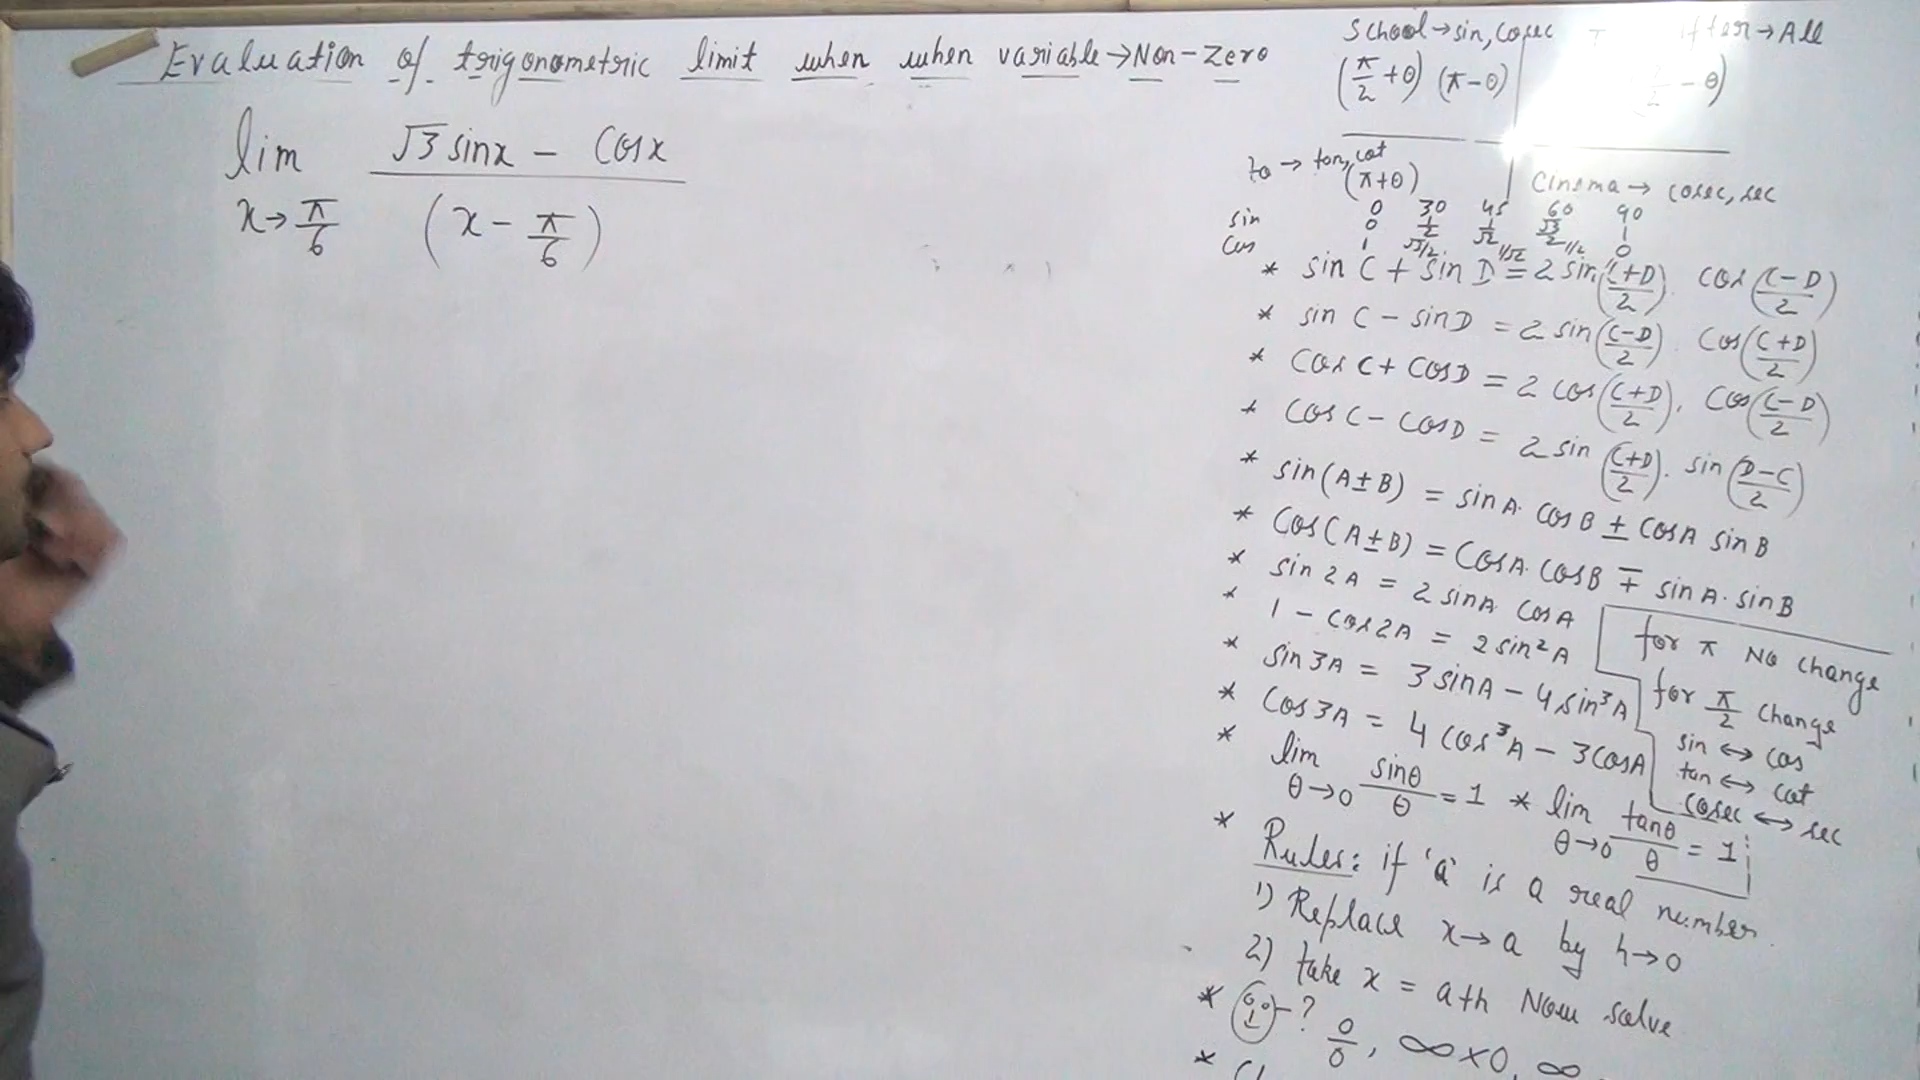 Evaluation of trigonometric limit when when variable→Non-Zero
lim √3 sinx - Cosx
x→π/6 (x - π/6)
School→sin, cosec
After→All
(π/2+θ) (π-θ)
- θ)
to → tan, cot
(π+θ)
Cinema→ cosec, sec
0 30 45 60 90
sin 0 1/2 1/√2 √3/2 1
Cos 1 √3/2 1/√2 1/2 0
* sin C + sin D = 2 sin (C+D)/2 . cos (C-D)/2
* sin C - sin D = 2 sin (C-D)/2 . Cos (C+D)/2
* Cos C + Cos D = 2 cos (C+D)/2 . Cos (C-D)/2
* Cos C - Cos D = 2 sin (C+D)/2 . sin (D-C)/2
* sin(A±B) = sin A. cos B ± cos A sin B
* Cos(A±B) = Cos A. Cos B ∓ sin A. sin B
* sin 2A = 2 sin A cos A
* 1 - cos 2A = 2 sin²A
* sin 3A = 3 sin A - 4 sin³A
* Cos 3A = 4 cos³A - 3 cos A
for π No change
for π/2 change
sin ↔ cos
tan ↔ cot
cosec ↔ sec
* lim θ→0 sinθ/θ = 1 * lim θ→0 tanθ/θ = 1
* Rules: if 'a' is a real number
1) Replace x→a by h→0
2) take x = a+h Now solve
* - ? 0/0, ∞×0, ∞
*